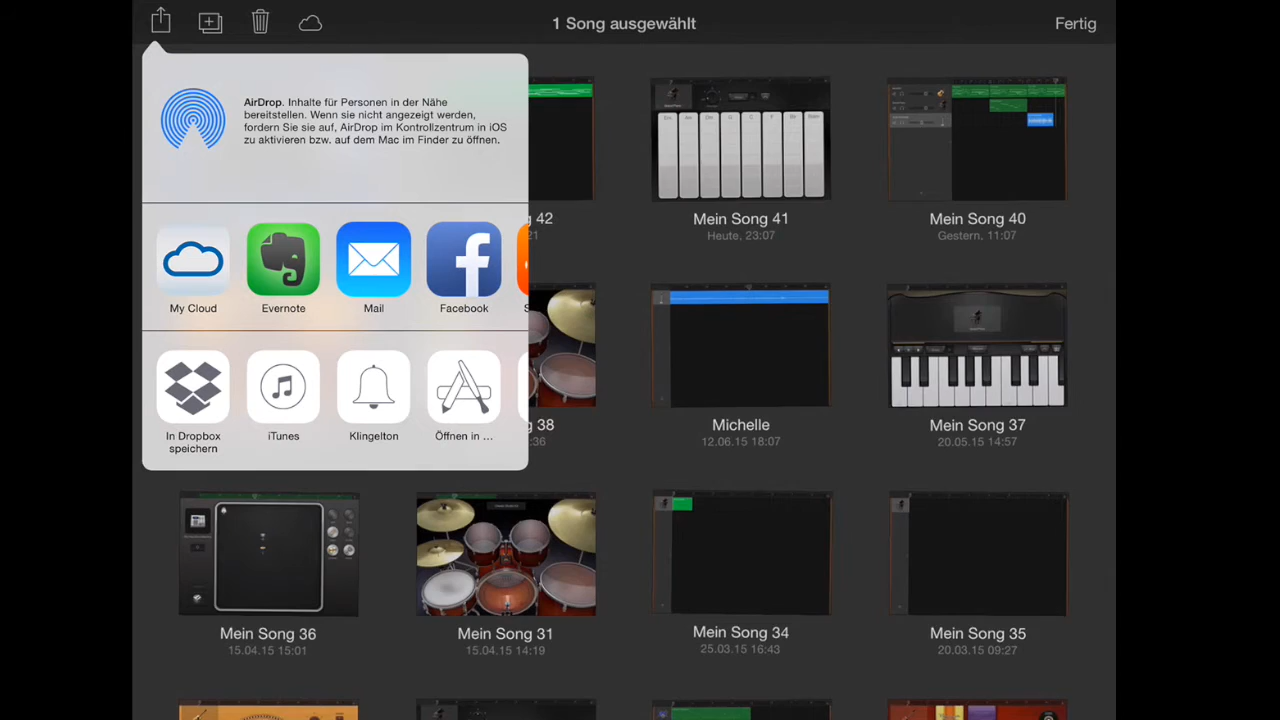 1 Song ausgewählt
Fertig
AirDrop. Inhalte für Personen in der Nähe
bereitstellen. Wenn sie nicht angezeigt werden,
fordern Sie sie auf, AirDrop im Kontrollzentrum in iOS
zu aktivieren bzw. auf dem Mac im Finder zu öffnen.
My Cloud
Evernote
Mail
Facebook
In Dropbox
speichern
iTunes
Klingelton
Öffnen in ...
42
21
Mein Song 41
Heute, 23:07
Mein Song 40
Gestern, 11:07
g 38
:36
Michelle
12.06.15 18:07
Mein Song 37
20.05.15 14:57
Mein Song 36
15.04.15 15:01
Mein Song 31
15.04.15 14:19
Mein Song 34
25.03.15 16:43
Mein Song 35
20.03.15 09:27